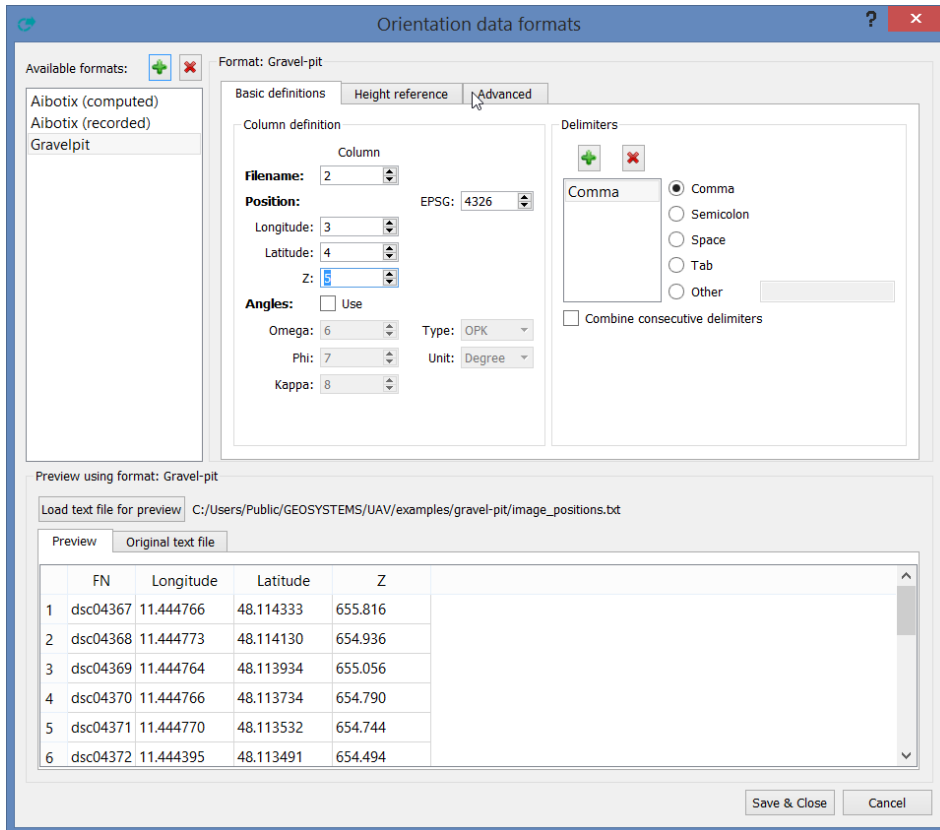 Orientation data formats
?
Available formats:
Aibotix (computed)
Aibotix (recorded)
Gravelpit
Format: Gravel-pit
Basic definitions Height reference Advanced
Column definition
Column
Filename: 2
Position: EPSG: 4326
Longitude: 3
Latitude: 4
Z: 5
Angles: Use
Omega: 6 Type: OPK
Phi: 7 Unit: Degree
Kappa: 8
Delimiters
Comma
Comma
Semicolon
Space
Tab
Other
Combine consecutive delimiters
Preview using format: Gravel-pit
Load text file for preview C:/Users/Public/GEOSYSTEMS/UAV/examples/gravel-pit/image_positions.txt
Preview Original text file
FN Longitude Latitude Z
1 dsc04367 11.444766 48.114333 655.816
2 dsc04368 11.444773 48.114130 654.936
3 dsc04369 11.444764 48.113934 655.056
4 dsc04370 11.444766 48.113734 654.790
5 dsc04371 11.444770 48.113532 654.744
6 dsc04372 11.444395 48.113491 654.494
Save & Close Cancel